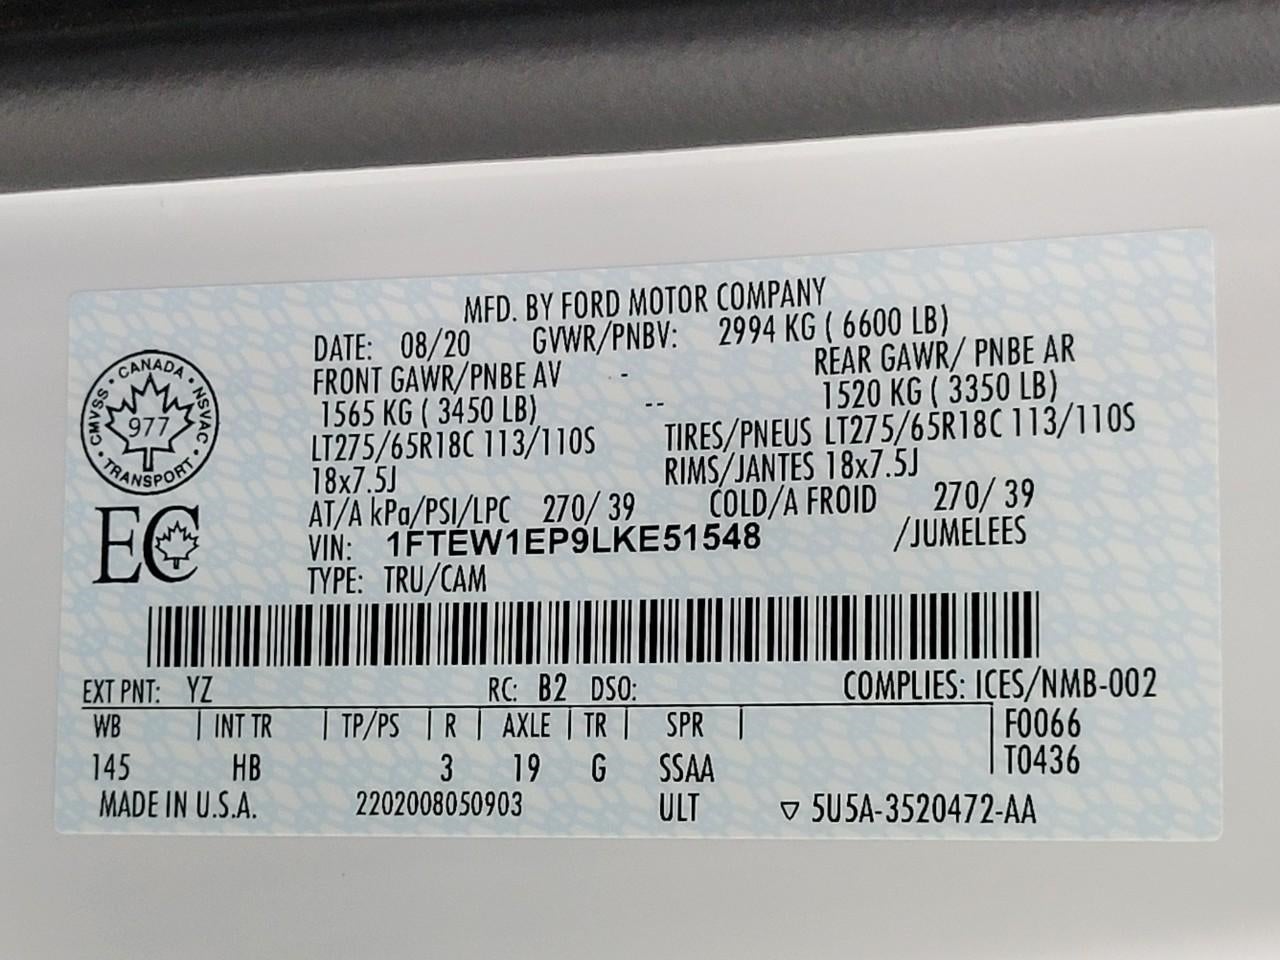 MFD. BY FORD MOTOR COMPANY
DATE: 08/20 GVWR/PNBV: 2994 KG ( 6600 LB)
FRONT GAWR/PNBE AV - REAR GAWR/ PNBE AR
1565 KG ( 3450 LB) -- 1520 KG ( 3350 LB)
LT275/65R18C 113/110S TIRES/PNEUS LT275/65R18C 113/110S
18x7.5J RIMS/JANTES 18x7.5J
AT/A kPa/PSI/LPC 270/ 39 COLD/A FROID 270/ 39
VIN: 1FTEW1EP9LKE51548 /JUMELEES
TYPE: TRU/CAM
CANADA
CMVSS 977 NSVAC
TRANSPORT
EC
EXT PNT: YZ RC: B2 DSO: COMPLIES: ICES/NMB-002
WB | INT TR | TP/PS | R | AXLE | TR | SPR | F0066
145 HB 3 19 G SSAA T0436
MADE IN U.S.A. 2202008050903 ULT ▽ 5U5A-3520472-AA